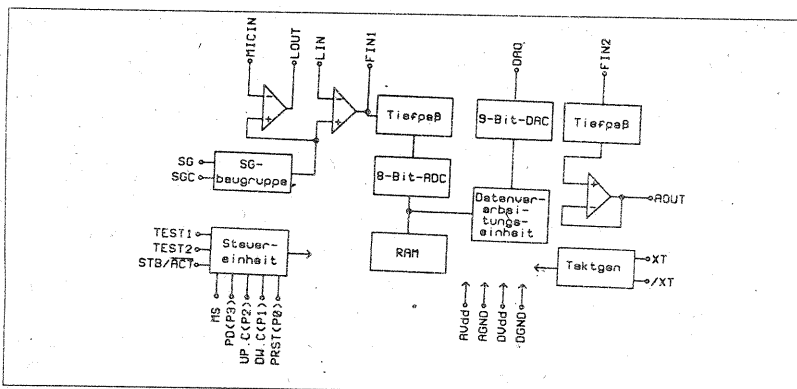 MICIN
LOUT
LIN
FIN1
DAO
FIN2
Tiefpaß
9-Bit-DAC
Tiefpaß
SG
SGC
SG-
baugruppe
8-Bit-ADC
Datenver-
arbei-
tungs-
einheit
AOUT
TEST1
TEST2
STB/ACT
Steuer-
einheit
RAM
Taktgen
XT
/XT
MS
PD(P3)
UP.C(P2)
DW.C(P1)
PRST(P0)
AVdd
AGND
DVdd
DGND